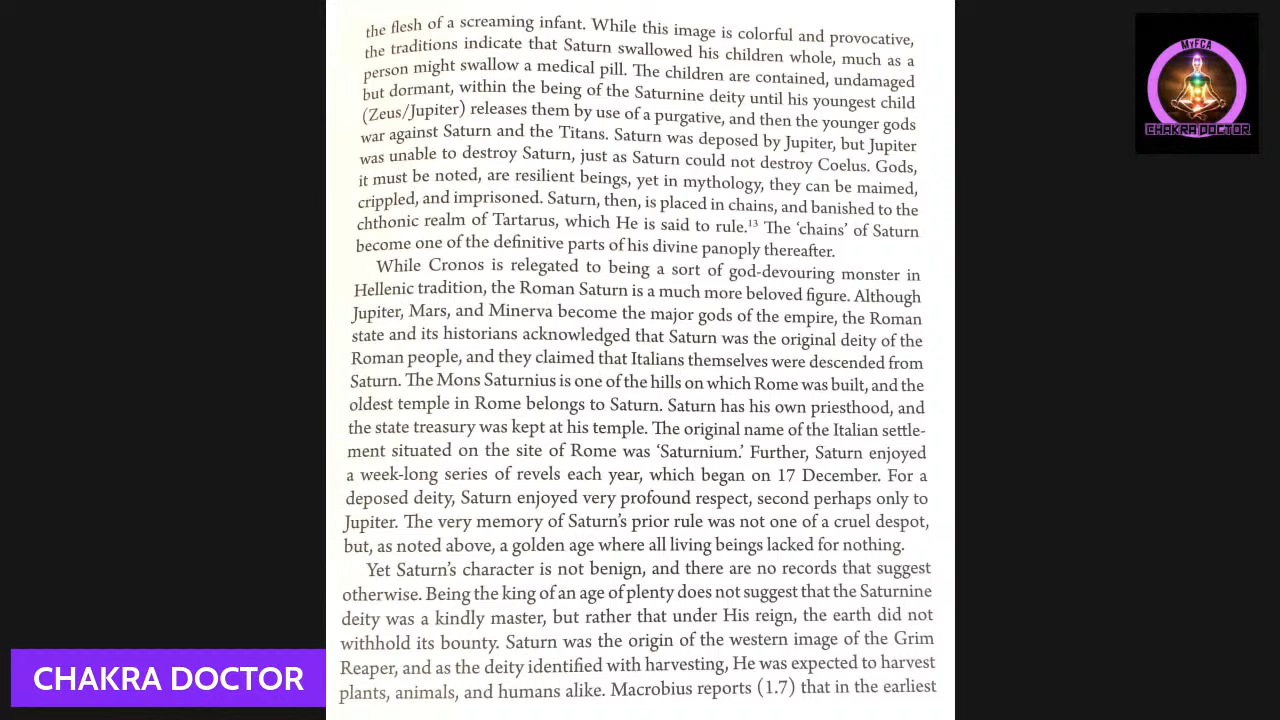 the flesh of a screaming infant. While this image is colorful and provocative,
the traditions indicate that Saturn swallowed his children whole, much as a
person might swallow a medical pill. The children are contained, undamaged
but dormant, within the being of the Saturnine deity until his youngest child
(Zeus/Jupiter) releases them by use of a purgative, and then the younger gods
war against Saturn and the Titans. Saturn was deposed by Jupiter, but Jupiter
was unable to destroy Saturn, just as Saturn could not destroy Coelus. Gods,
it must be noted, are resilient beings, yet in mythology, they can be maimed,
crippled, and imprisoned. Saturn, then, is placed in chains, and banished to the
chthonic realm of Tartarus, which He is said to rule.¹³ The ‘chains’ of Saturn
become one of the definitive parts of his divine panoply thereafter.
While Cronos is relegated to being a sort of god-devouring monster in
Hellenic tradition, the Roman Saturn is a much more beloved figure. Although
Jupiter, Mars, and Minerva become the major gods of the empire, the Roman
state and its historians acknowledged that Saturn was the original deity of the
Roman people, and they claimed that Italians themselves were descended from
Saturn. The Mons Saturnius is one of the hills on which Rome was built, and the
oldest temple in Rome belongs to Saturn. Saturn has his own priesthood, and
the state treasury was kept at his temple. The original name of the Italian settle-
ment situated on the site of Rome was ‘Saturnium.’ Further, Saturn enjoyed
a week-long series of revels each year, which began on 17 December. For a
deposed deity, Saturn enjoyed very profound respect, second perhaps only to
Jupiter. The very memory of Saturn’s prior rule was not one of a cruel despot,
but, as noted above, a golden age where all living beings lacked for nothing.
Yet Saturn’s character is not benign, and there are no records that suggest
otherwise. Being the king of an age of plenty does not suggest that the Saturnine
deity was a kindly master, but rather that under His reign, the earth did not
withhold its bounty. Saturn was the origin of the western image of the Grim
Reaper, and as the deity identified with harvesting, He was expected to harvest
plants, animals, and humans alike. Macrobius reports (1.7) that in the earliest
MYFCA
CHAKRA DOCTOR
CHAKRA DOCTOR